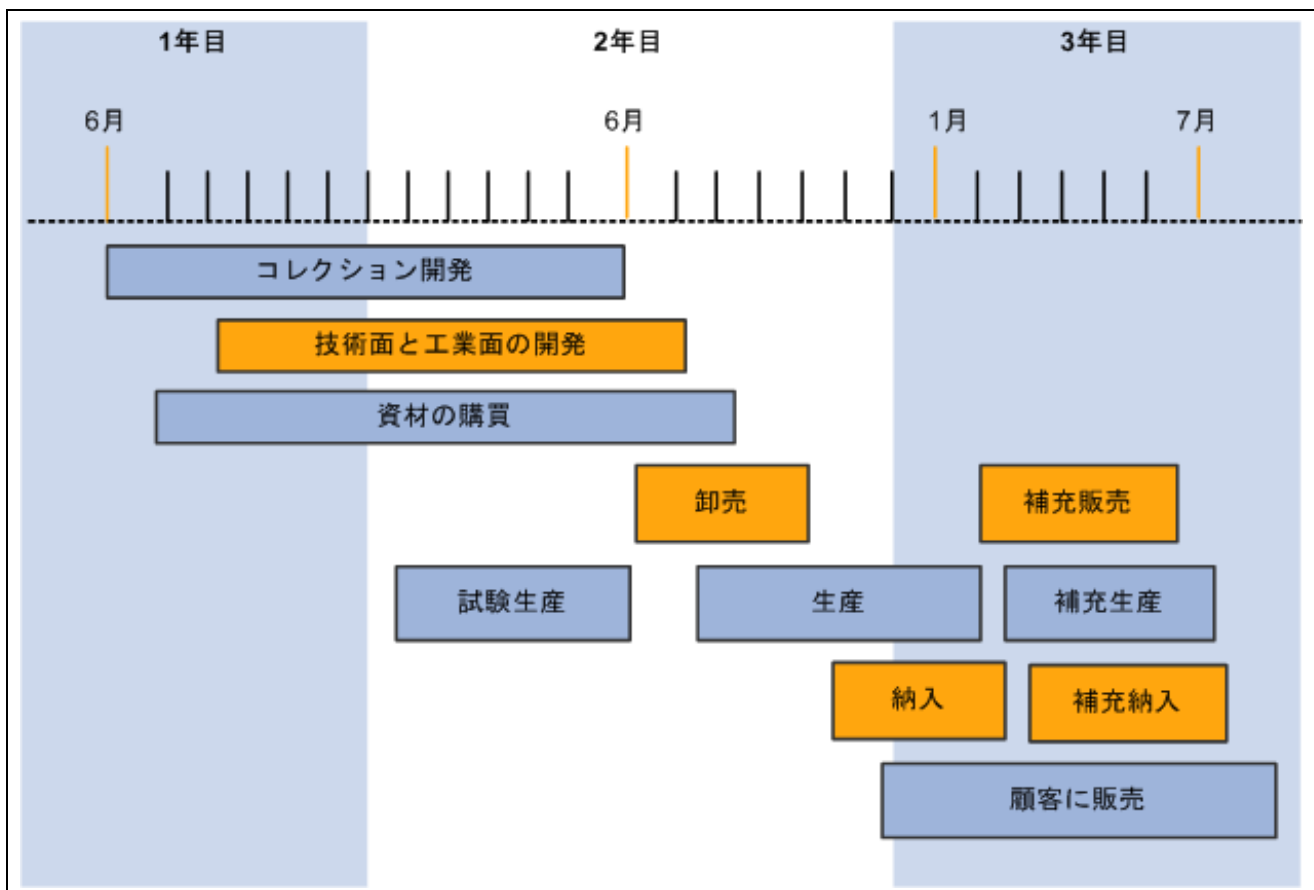 1年目
2年目
3年目
6月
6月
1月
7月
コレクション開発
技術面と工業面の開発
資材の購買
卸売
補充販売
試験生産
生産
補充生産
納入
補充納入
顧客に販売